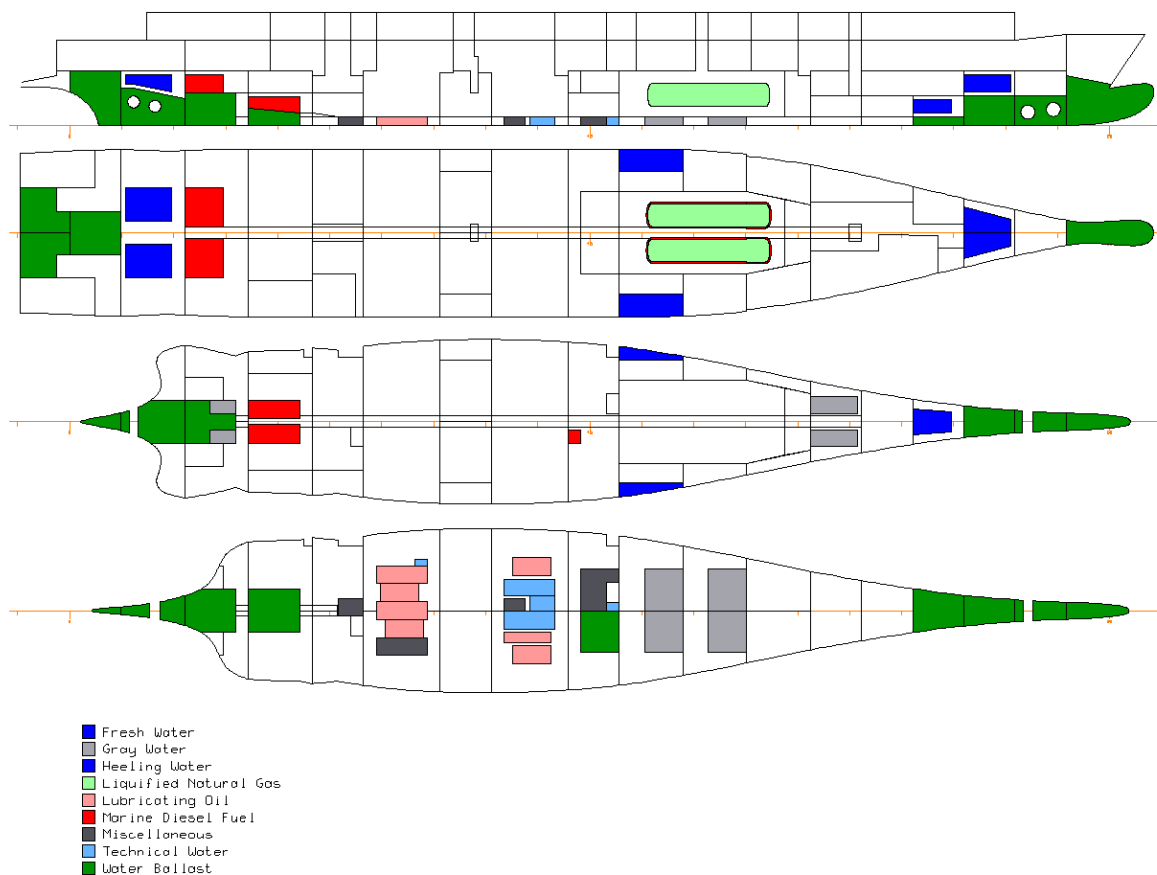 Fresh Water
Gray Water
Heeling Water
Liquified Natural Gas
Lubricating Oil
Marine Diesel Fuel
Miscellaneous
Technical Water
Water Ballast